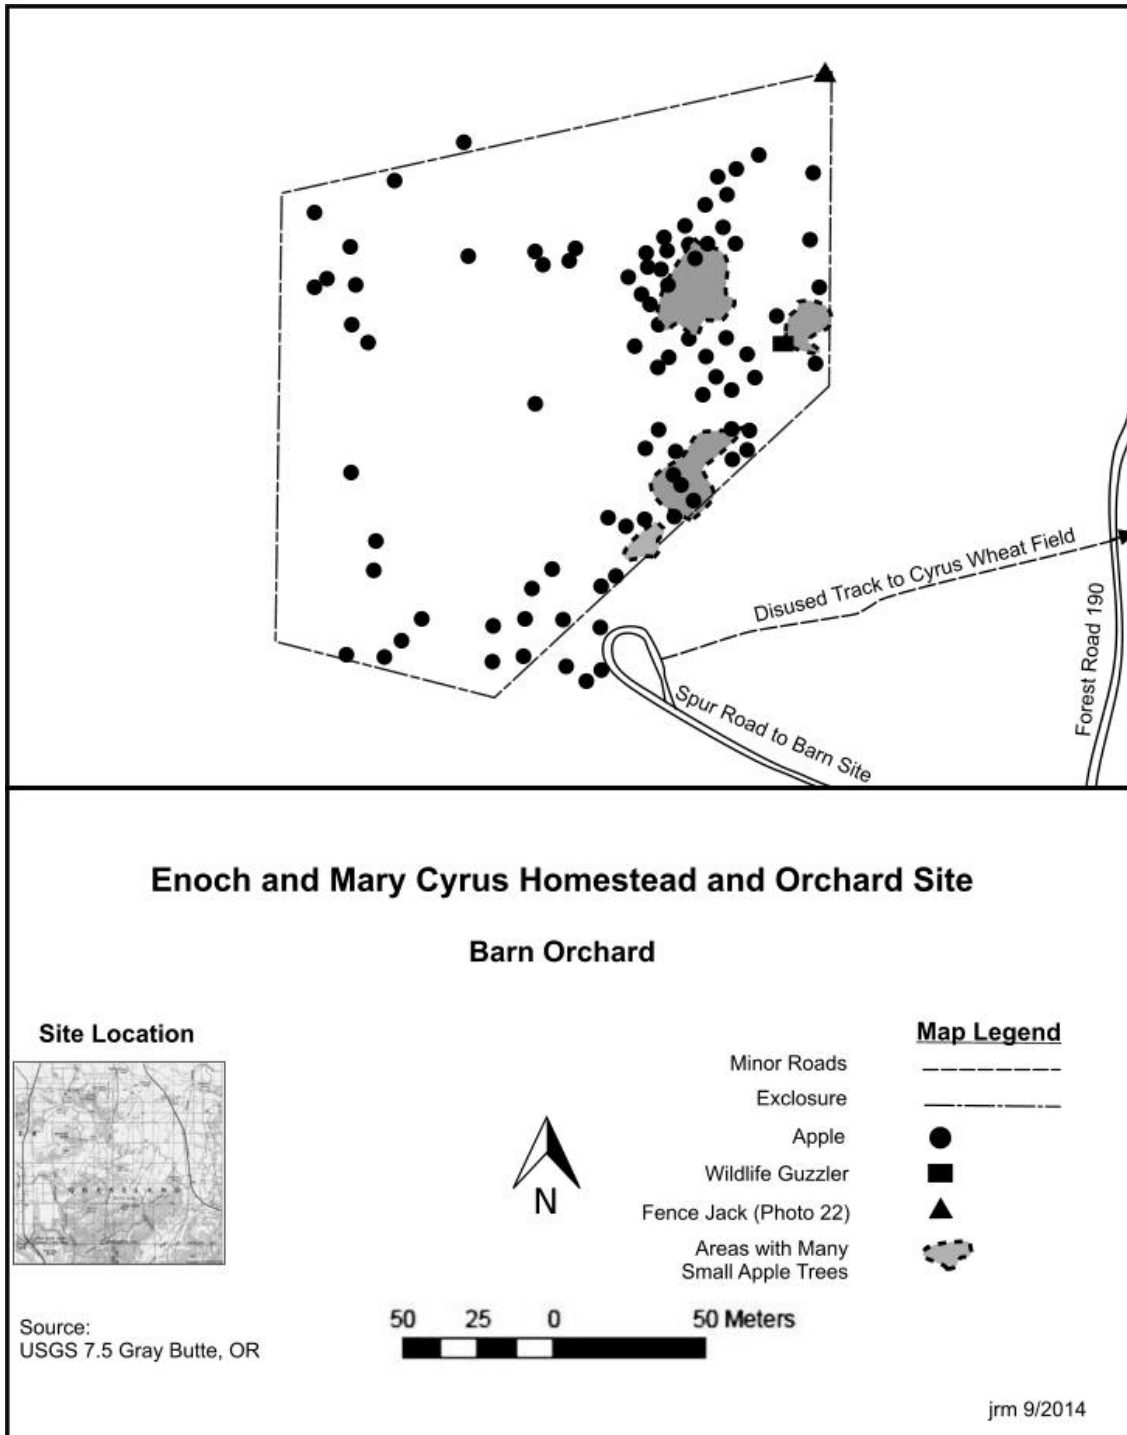 Disused Track to Cyrus Wheat Field
Forest Road 190
Spur Road to Barn Site
Enoch and Mary Cyrus Homestead and Orchard Site
Barn Orchard
Site Location
Map Legend
Minor Roads
Exclosure
Apple
Wildlife Guzzler
Fence Jack (Photo 22)
Areas with Many
Small Apple Trees
N
50 25 0 50 Meters
Source:
USGS 7.5 Gray Butte, OR
jrm 9/2014